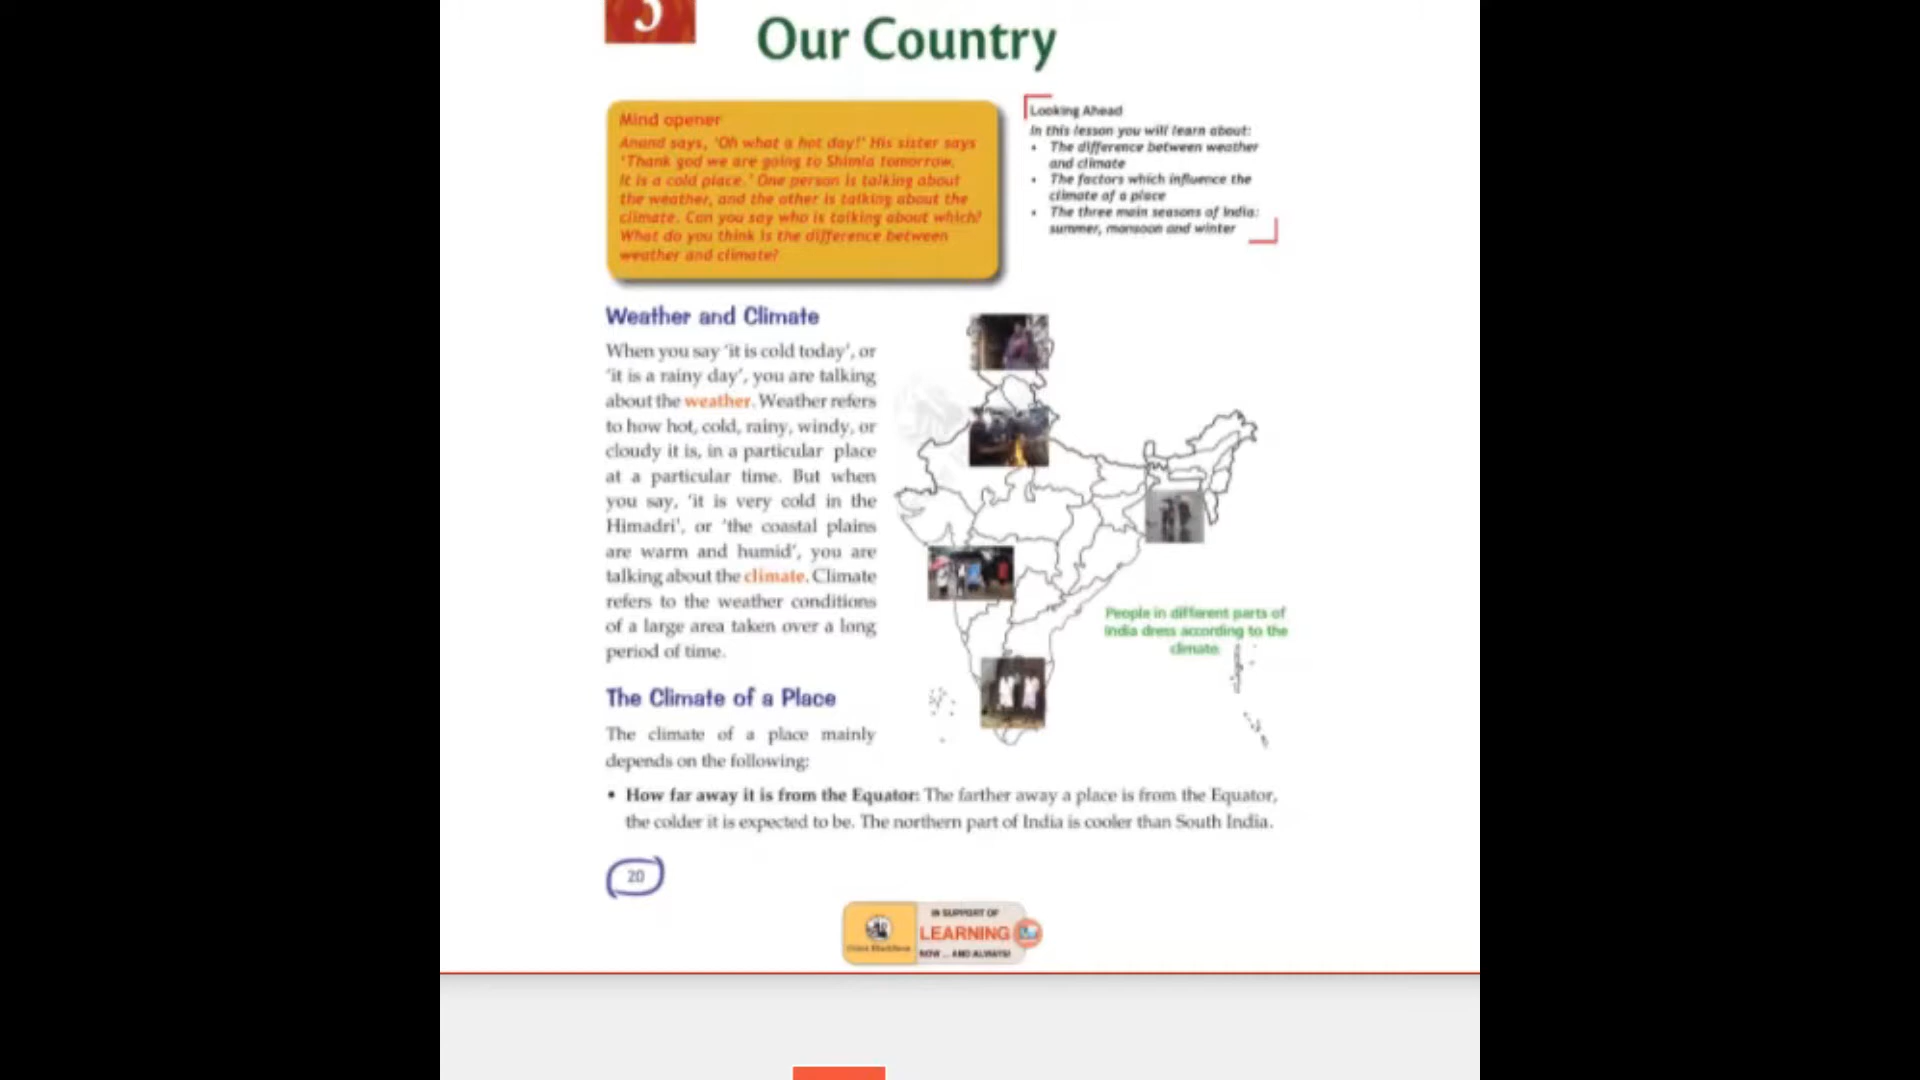 3
Our Country
Mind opener
Anand says, 'Oh what a hot day!' His sister says
'Thank god we are going to Shimla tomorrow.
It is a cold place.' One person is talking about
the weather, and the other is talking about the
climate. Can you say who is talking about which?
What do you think is the difference between
weather and climate?
Looking Ahead
In this lesson you will learn about:
• The difference between weather
and climate
• The factors which influence the
climate of a place
• The three main seasons of India:
summer, monsoon and winter
Weather and Climate
When you say 'it is cold today', or
'it is a rainy day', you are talking
about the weather. Weather refers
to how hot, cold, rainy, windy, or
cloudy it is, in a particular place
at a particular time. But when
you say, 'it is very cold in the
Himadri', or 'the coastal plains
are warm and humid', you are
talking about the climate. Climate
refers to the weather conditions
of a large area taken over a long
period of time.
People in different parts of
India dress according to the
climate.
The Climate of a Place
The climate of a place mainly
depends on the following:
• How far away it is from the Equator: The farther away a place is from the Equator,
the colder it is expected to be. The northern part of India is cooler than South India.
20
IN SUPPORT OF
LEARNING
NOW ... AND ALWAYS!